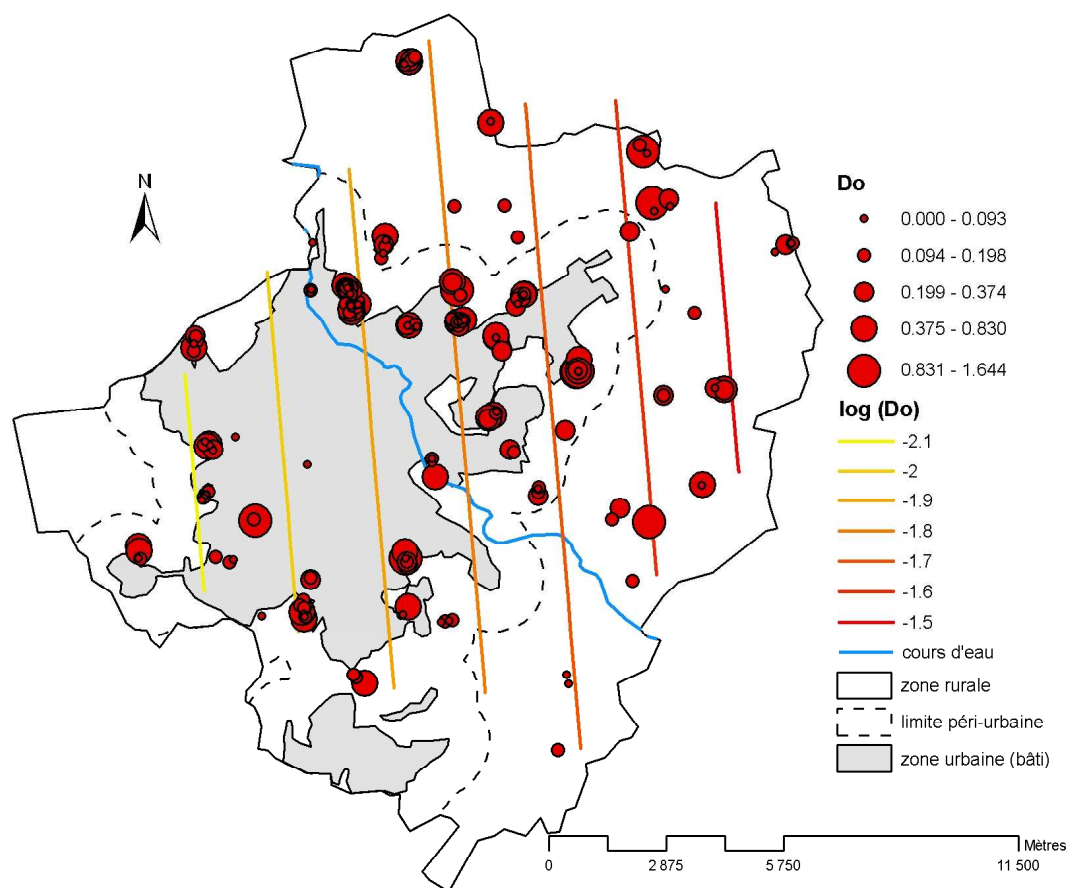 N
Do
0.000 - 0.093
0.094 - 0.198
0.199 - 0.374
0.375 - 0.830
0.831 - 1.644
log (Do)
-2.1
-2
-1.9
-1.8
-1.7
-1.6
-1.5
cours d'eau
zone rurale
limite péri-urbaine
zone urbaine (bâti)
Mètres
0 2 875 5 750 11 500